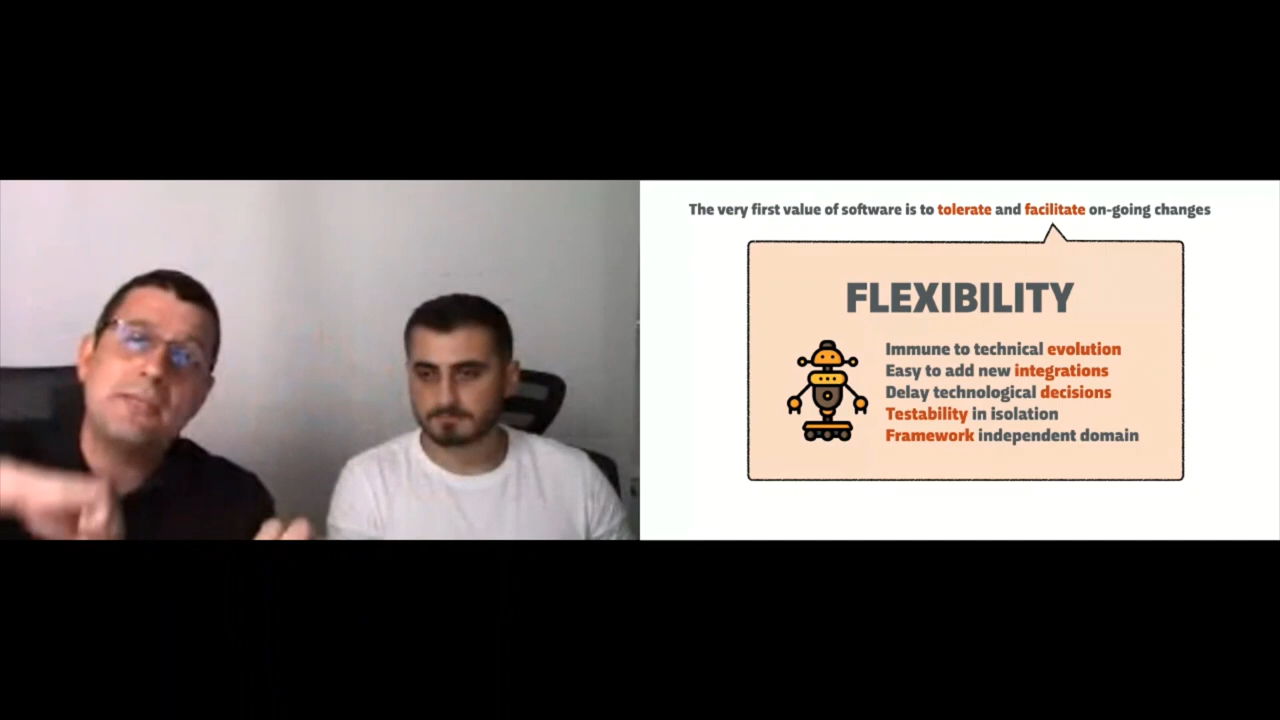 The very first value of software is to tolerate and facilitate on-going changes
FLEXIBILITY
Immune to technical evolution
Easy to add new integrations
Delay technological decisions
Testability in isolation
Framework independent domain